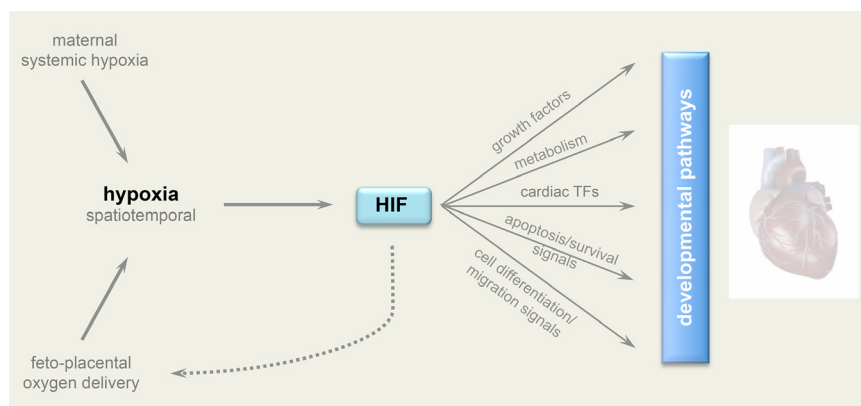 maternal
systemic hypoxia
hypoxia
spatiotemporal
feto-placental
oxygen delivery
HIF
growth factors
metabolism
cardiac TFs
apoptosis/survival
signals
cell differentiation/
migration signals
developmental pathways